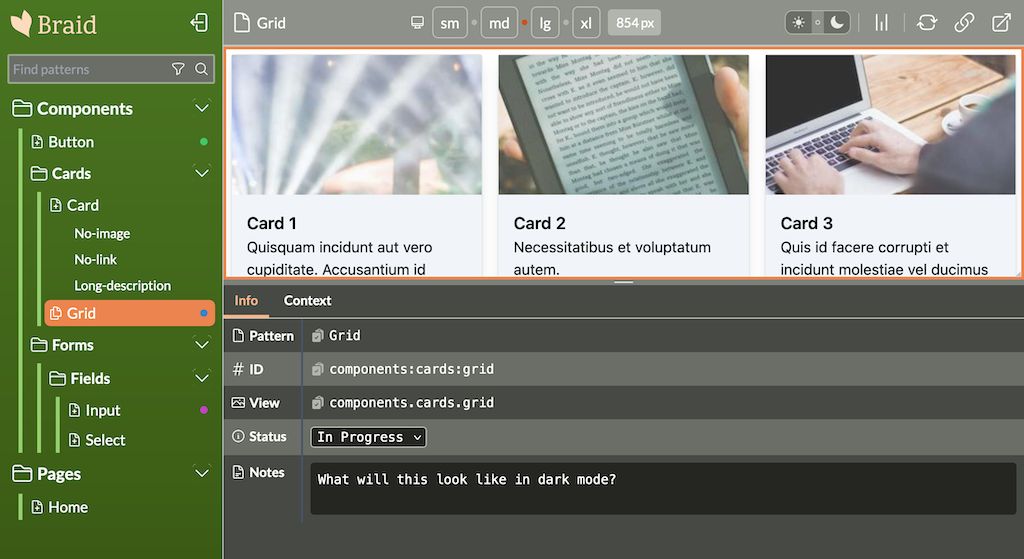 Braid
Find patterns
Components
Button
Cards
Card
No-image
No-link
Long-description
Grid
Forms
Fields
Input
Select
Pages
Home
Grid
sm
md
lg
xl
854 px
Card 1
Quisquam incidunt aut vero
cupiditate. Accusantium id
Card 2
Necessitatibus et voluptatum
autem.
Card 3
Quis id facere corrupti et
incidunt molestiae vel ducimus
Info
Context
Pattern
Grid
ID
components:cards:grid
View
components.cards.grid
Status
In Progress
Notes
What will this look like in dark mode?